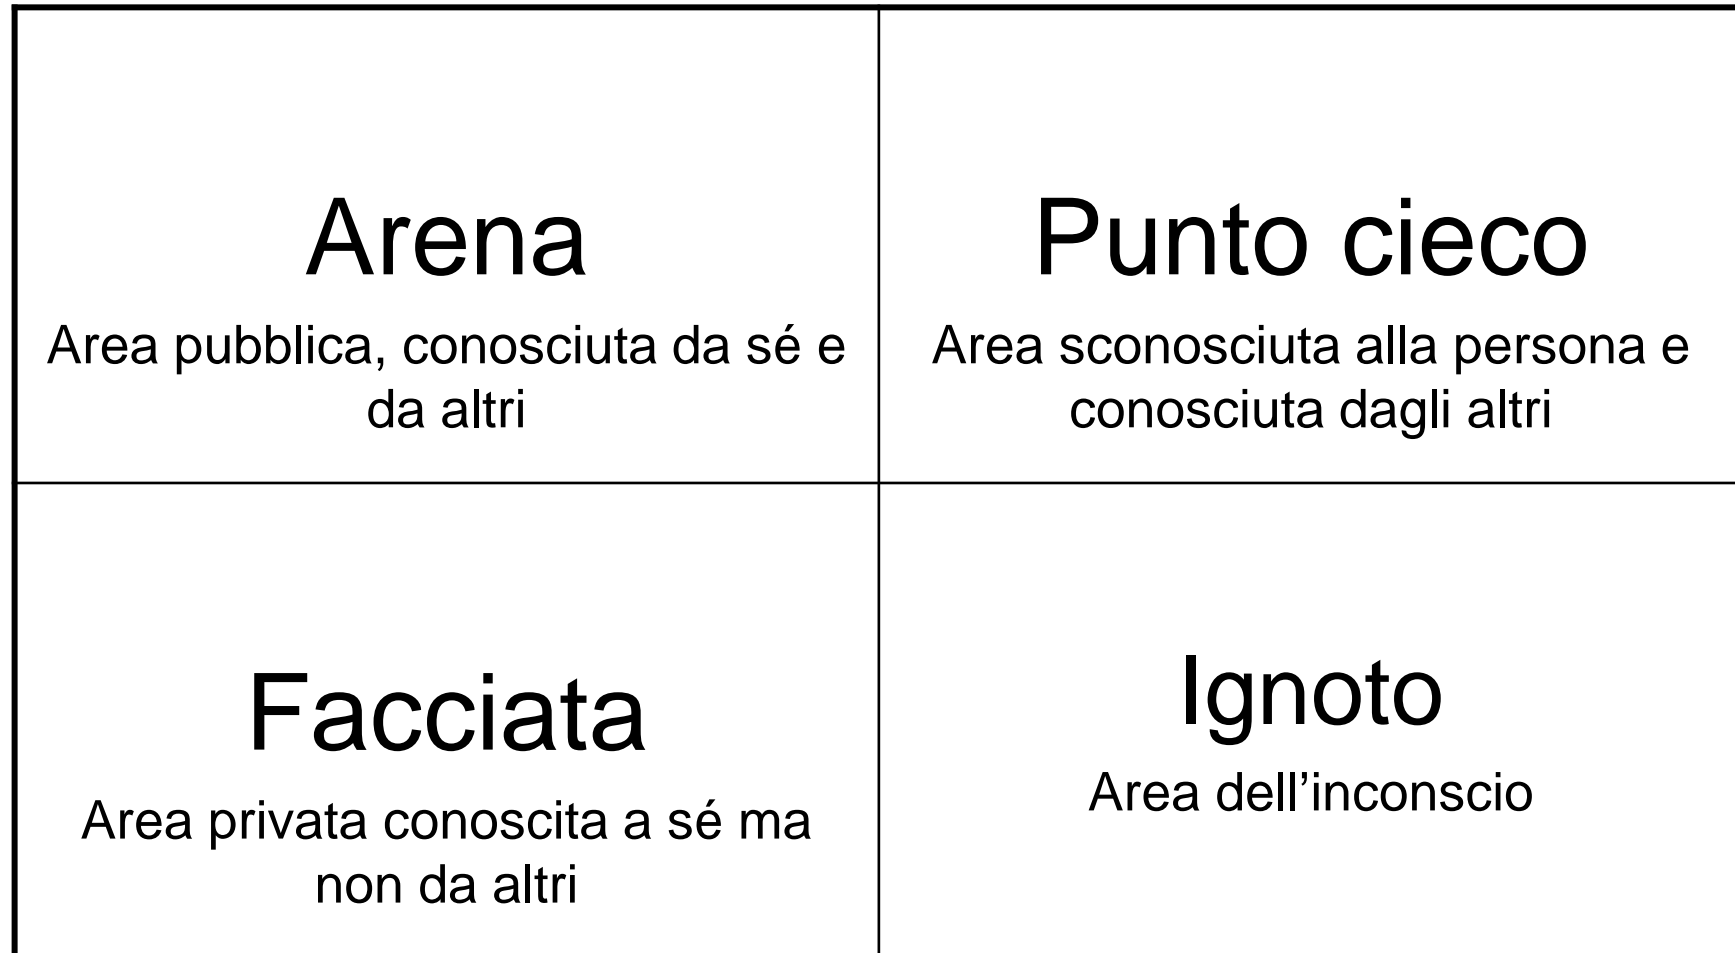 Arena
Area pubblica, conosciuta da sé e
da altri
Punto cieco
Area sconosciuta alla persona e
conosciuta dagli altri
Facciata
Area privata conoscita a sé ma
non da altri
Ignoto
Area dell’inconscio